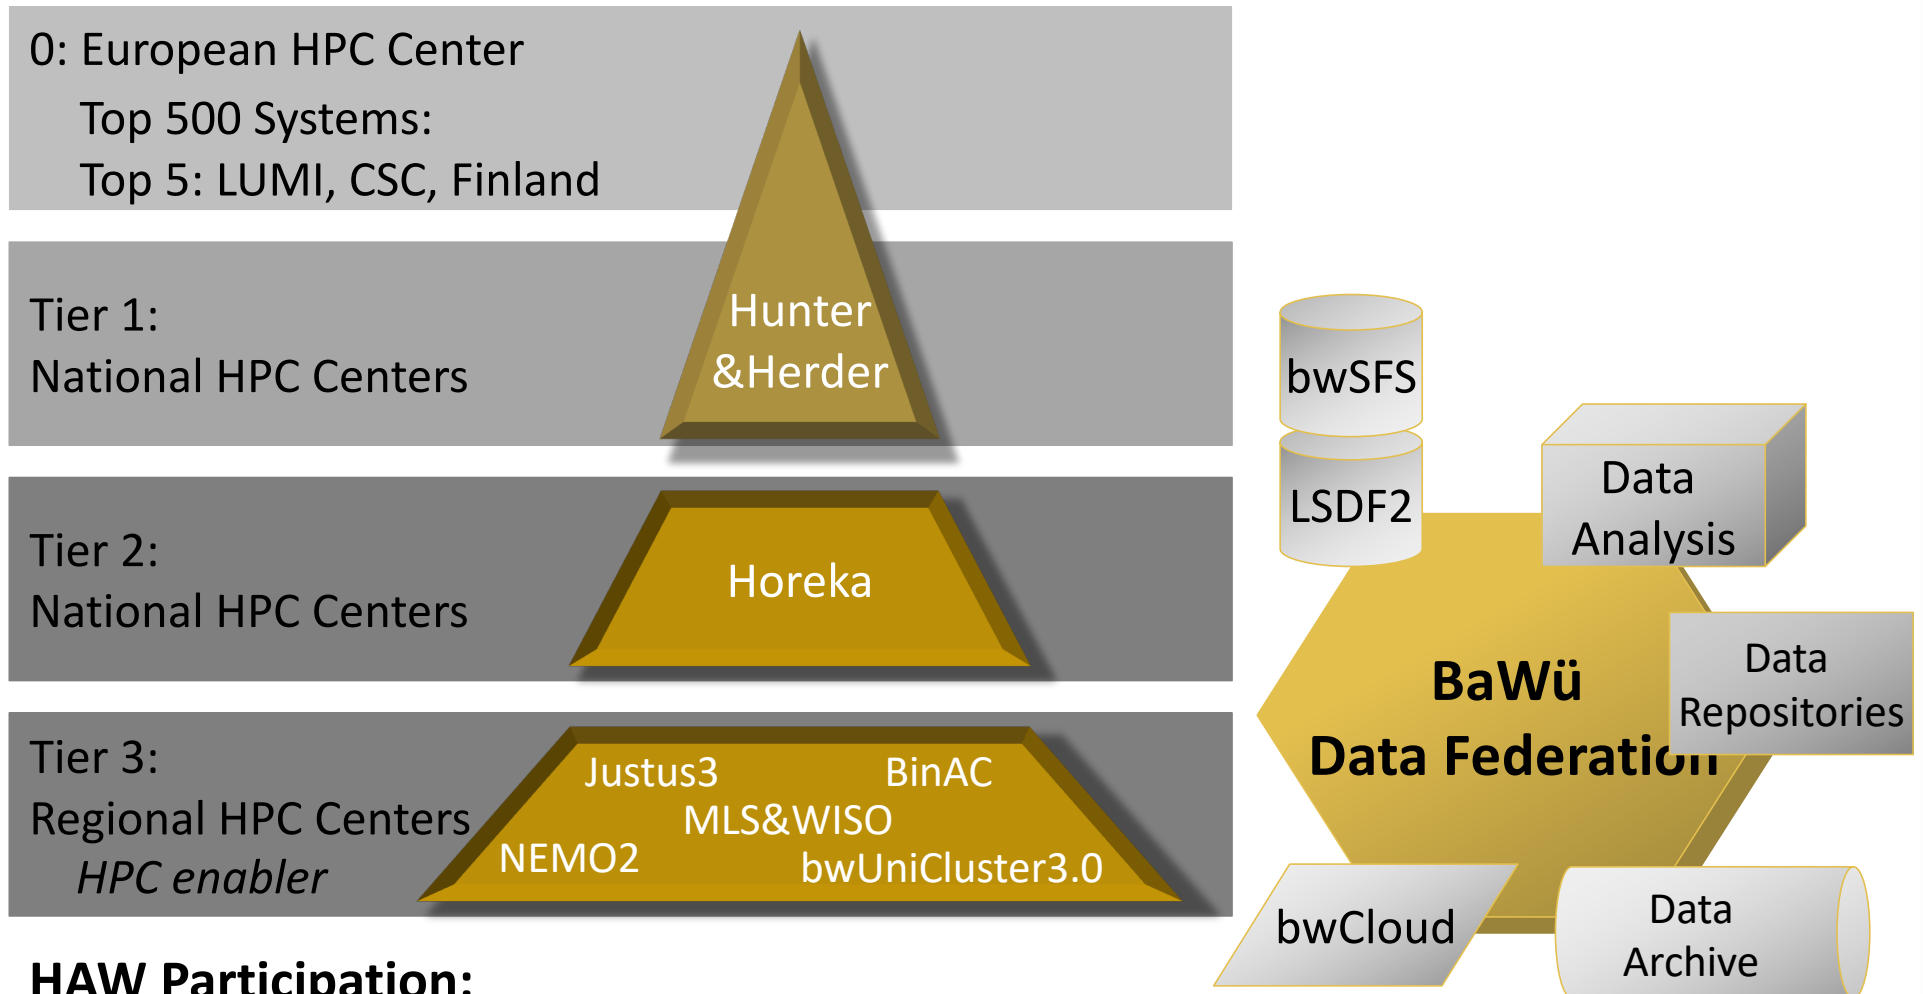 0: European HPC Center
Top 500 Systems:
Top 5: LUMI, CSC, Finland
Tier 1:
National HPC Centers
Hunter
&Herder
Tier 2:
National HPC Centers
Horeka
Tier 3:
Regional HPC Centers
HPC enabler
Justus3
BinAC
MLS&WISO
NEMO2
bwUniCluster3.0
HAW Participation:
bwSFS
LSDF2
Data
Analysis
BaWü
Data Federation
Data
Repositories
bwCloud
Data
Archive